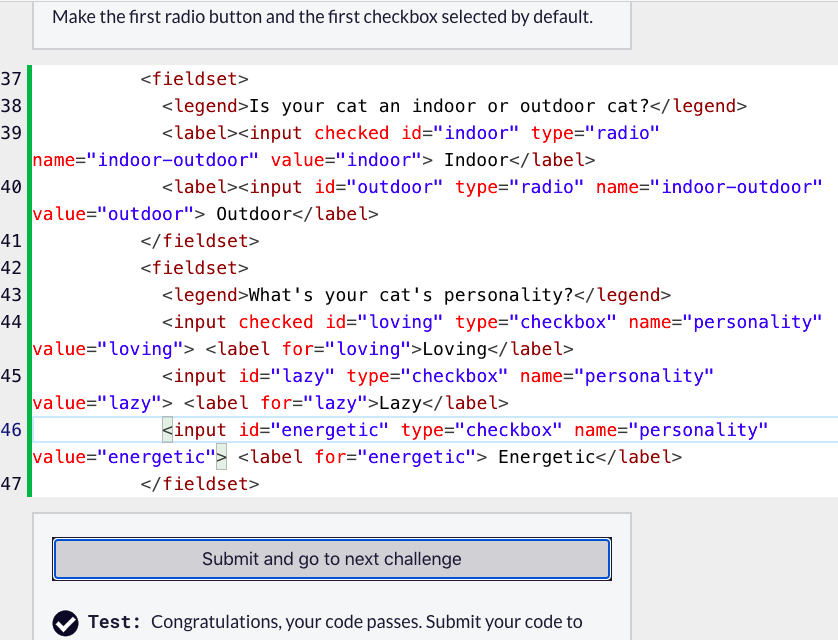 Make the first radio button and the first checkbox selected by default.
37 <fieldset>
38 <legend>Is your cat an indoor or outdoor cat?</legend>
39 <label><input checked id="indoor" type="radio"
name="indoor-outdoor" value="indoor"> Indoor</label>
40 <label><input id="outdoor" type="radio" name="indoor-outdoor"
value="outdoor"> Outdoor</label>
41 </fieldset>
42 <fieldset>
43 <legend>What's your cat's personality?</legend>
44 <input checked id="loving" type="checkbox" name="personality"
value="loving"> <label for="loving">Loving</label>
45 <input id="lazy" type="checkbox" name="personality"
value="lazy"> <label for="lazy">Lazy</label>
46 <input id="energetic" type="checkbox" name="personality"
value="energetic"> <label for="energetic"> Energetic</label>
47 </fieldset>
Submit and go to next challenge
Test: Congratulations, your code passes. Submit your code to